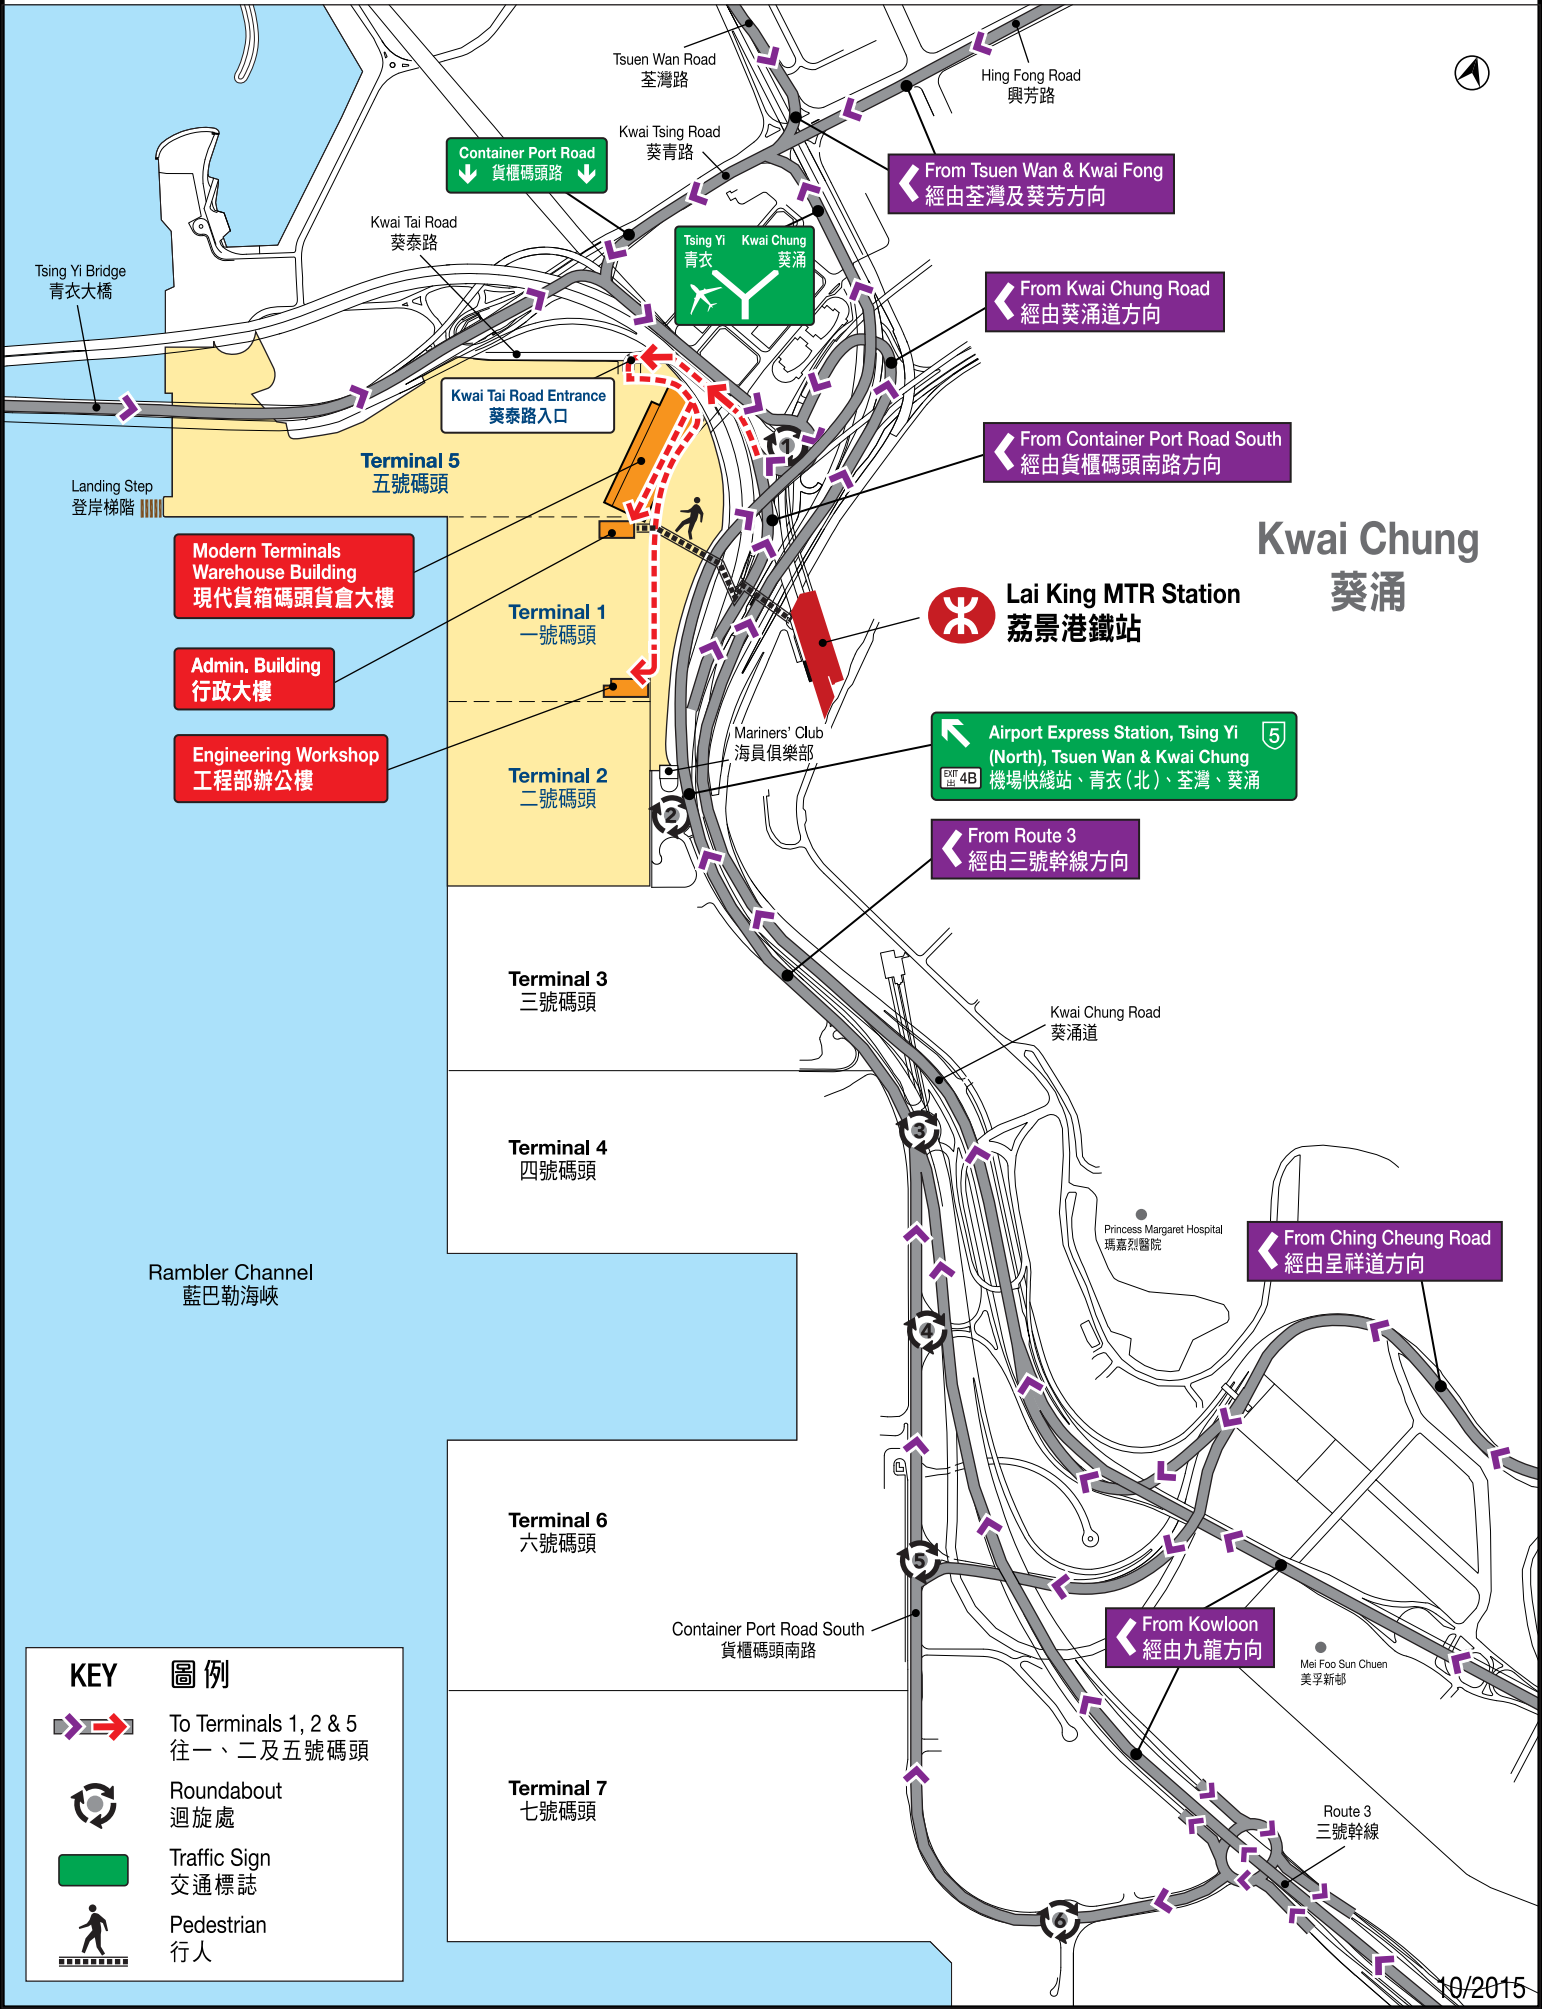 Tsuen Wan Road
荃灣路
Hing Fong Road
興芳路
Kwai Tsing Road
葵青路
Container Port Road
貨櫃碼頭路
From Tsuen Wan & Kwai Fong
經由荃灣及葵芳方向
Kwai Tai Road
葵泰路
Tsing Yi Kwai Chung
青衣 葵涌
Tsing Yi Bridge
青衣大橋
From Kwai Chung Road
經由葵涌道方向
Kwai Tai Road Entrance
葵泰路入口
1
From Container Port Road South
經由貨櫃碼頭南路方向
Terminal 5
五號碼頭
Landing Step
登岸梯階
Kwai Chung
葵涌
Modern Terminals
Warehouse Building
現代貨箱碼頭貨倉大樓
Lai King MTR Station
荔景港鐵站
Terminal 1
一號碼頭
Admin. Building
行政大樓
Engineering Workshop
工程部辦公樓
Mariners' Club
海員俱樂部
Airport Express Station, Tsing Yi
(North), Tsuen Wan & Kwai Chung
機場快綫站、青衣(北)、荃灣、葵涌
5
EXIT
出 4B
Terminal 2
二號碼頭
2
From Route 3
經由三號幹線方向
Terminal 3
三號碼頭
Kwai Chung Road
葵涌道
3
Terminal 4
四號碼頭
Princess Margaret Hospital
瑪嘉烈醫院
From Ching Cheung Road
經由呈祥道方向
Rambler Channel
藍巴勒海峽
4
Terminal 6
六號碼頭
5
Container Port Road South
貨櫃碼頭南路
From Kowloon
經由九龍方向
Mei Foo Sun Chuen
美孚新邨
KEY 圖例
To Terminals 1, 2 & 5
往一、二及五號碼頭
Roundabout
迴旋處
Traffic Sign
交通標誌
Pedestrian
行人
Terminal 7
七號碼頭
Route 3
三號幹線
6
10/2015